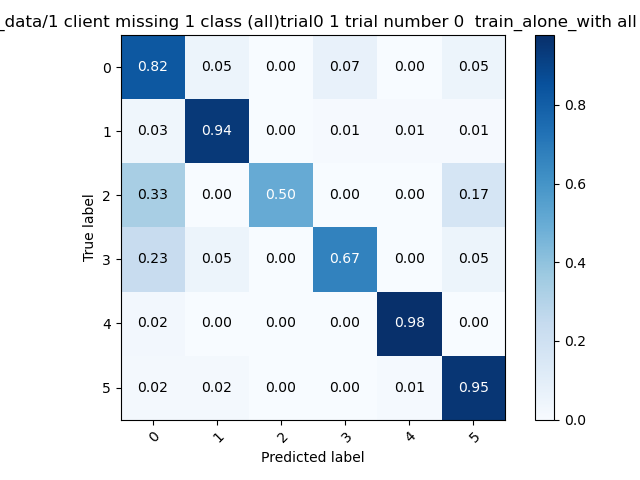 _data/1 client missing 1 class (all)trial0 1 trial number 0  train_alone_with all
0 0.82 0.05 0.00 0.07 0.00 0.05
1 0.03 0.94 0.00 0.01 0.01 0.01
2 0.33 0.00 0.50 0.00 0.00 0.17
3 0.23 0.05 0.00 0.67 0.00 0.05
4 0.02 0.00 0.00 0.00 0.98 0.00
5 0.02 0.02 0.00 0.00 0.01 0.95
0 1 2 3 4 5
True label
Predicted label
0.8
0.6
0.4
0.2
0.0